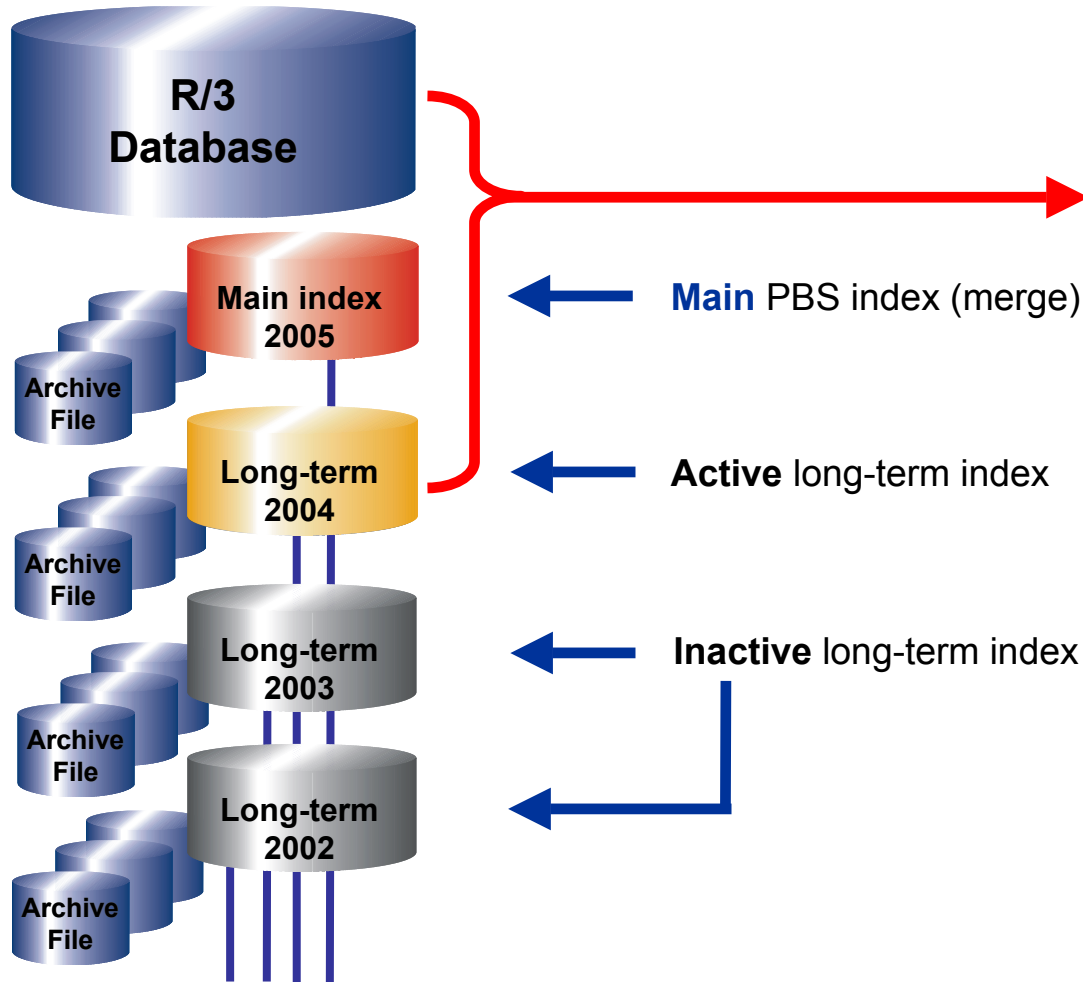 R/3
Database
Main index
2005
Main PBS index (merge)
Archive
File
Long-term
2004
Active long-term index
Archive
File
Long-term
2003
Inactive long-term index
Archive
File
Long-term
2002
Archive
File